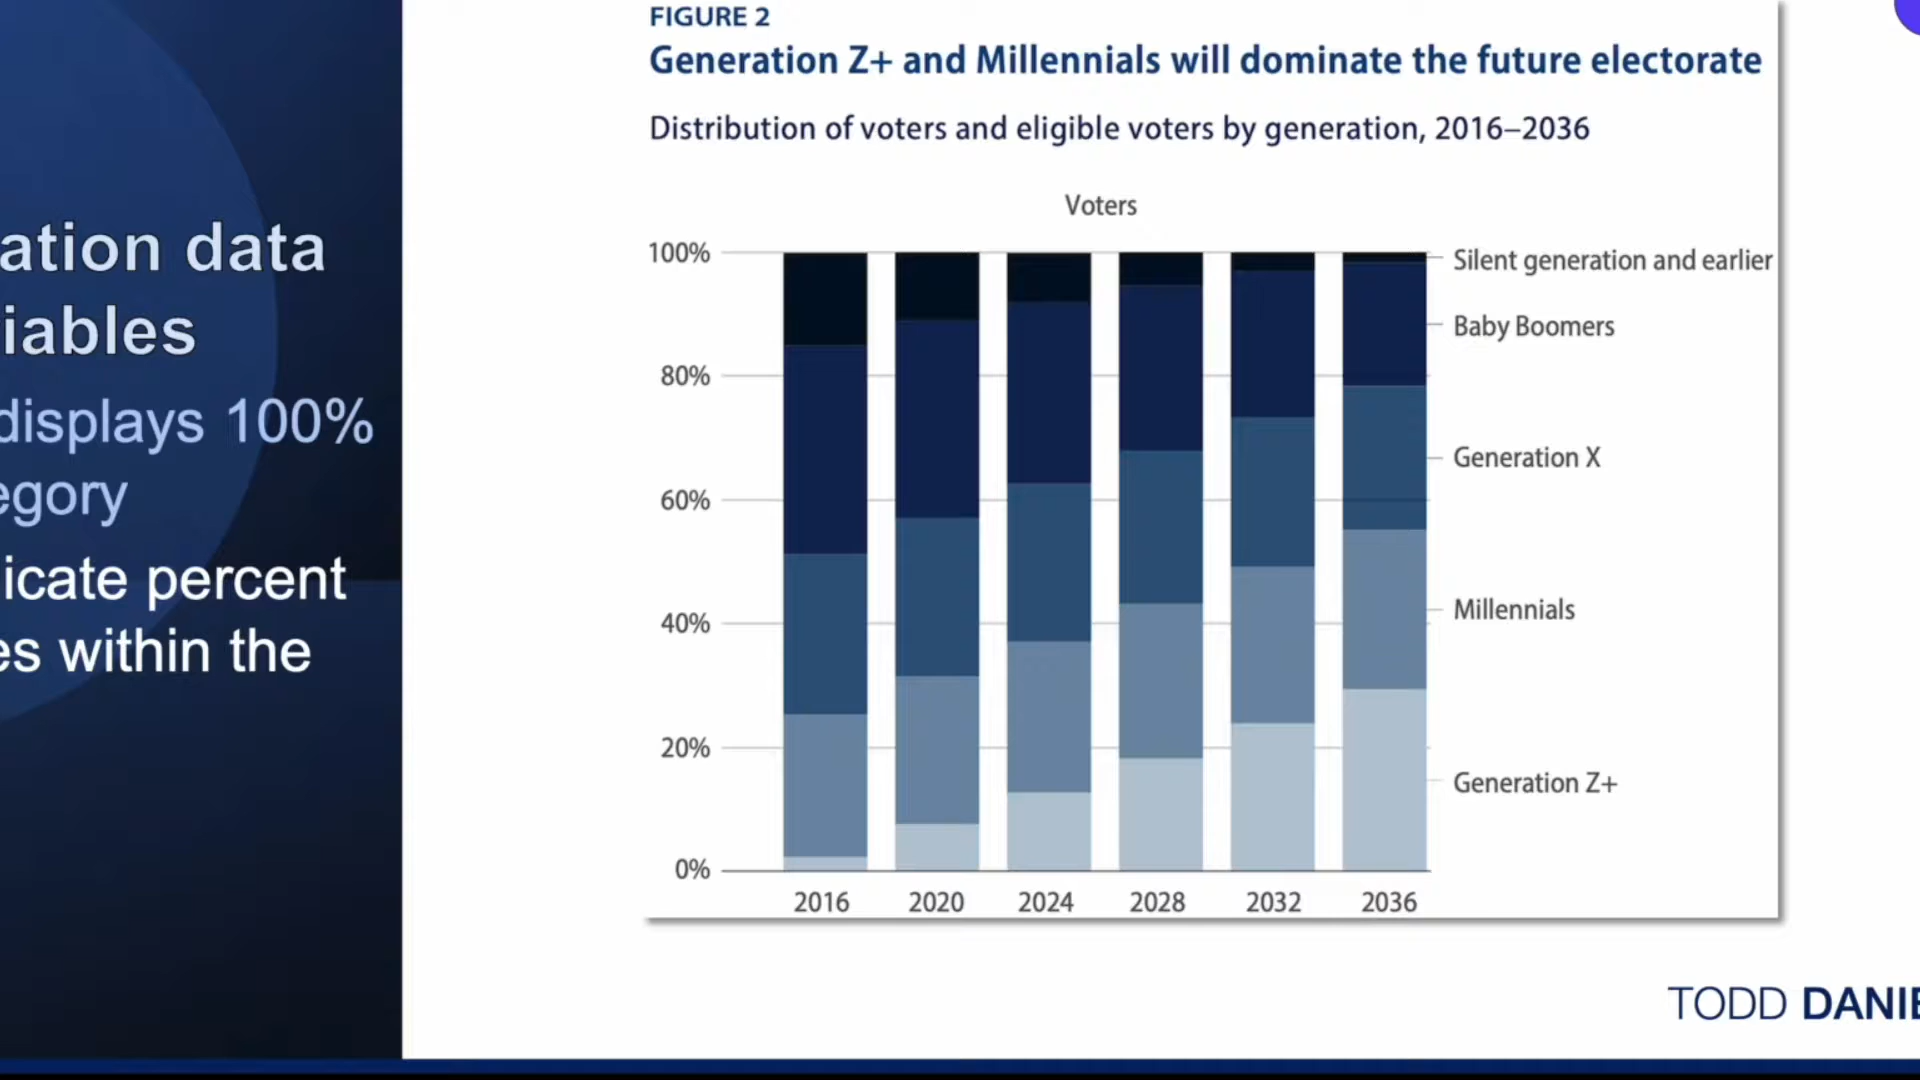 ation data
iables
displays 100%
egory
icate percent
es within the
FIGURE 2
Generation Z+ and Millennials will dominate the future electorate
Distribution of voters and eligible voters by generation, 2016–2036
Voters
100%
80%
60%
40%
20%
0%
Silent generation and earlier
Baby Boomers
Generation X
Millennials
Generation Z+
2016 2020 2024 2028 2032 2036
TODD DANIE